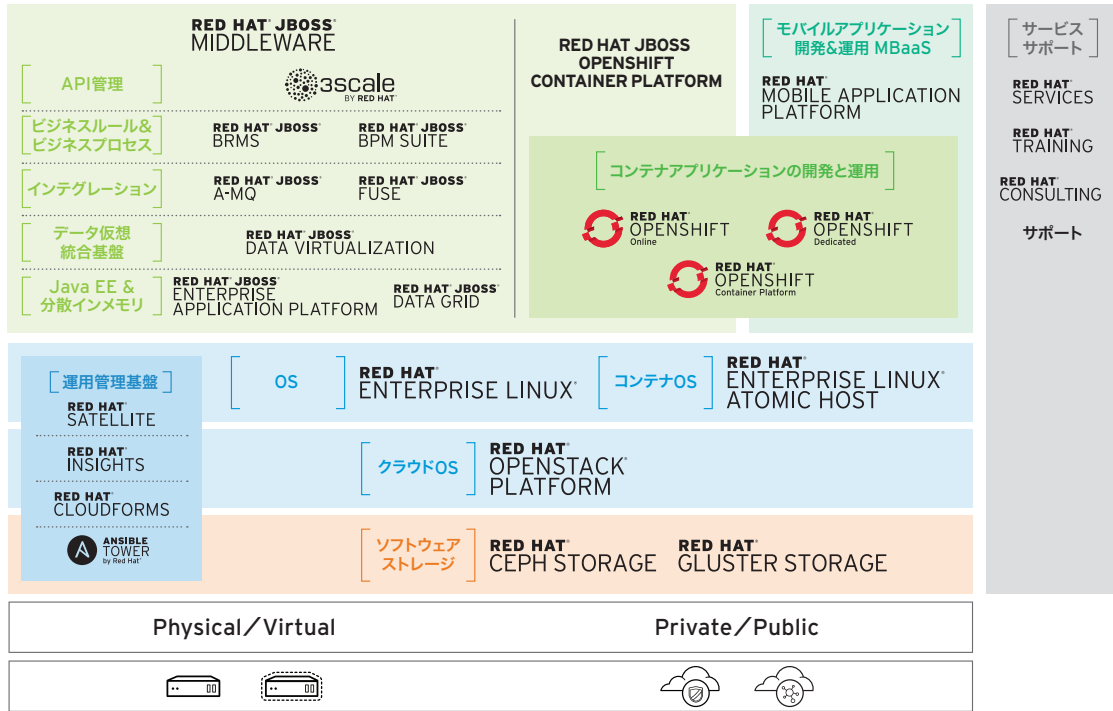 RED HAT® JBOSS®
MIDDLEWARE
API管理
3scale
BY RED HAT®
ビジネスルール&
ビジネスプロセス
RED HAT® JBOSS®
BRMS
RED HAT® JBOSS®
BPM SUITE
インテグレーション
RED HAT® JBOSS®
A-MQ
RED HAT® JBOSS®
FUSE
データ仮想
統合基盤
RED HAT® JBOSS®
DATA VIRTUALIZATION
Java EE &
分散インメモリ
RED HAT® JBOSS®
ENTERPRISE
APPLICATION PLATFORM
RED HAT® JBOSS®
DATA GRID
RED HAT JBOSS
OPENSHIFT
CONTAINER PLATFORM
モバイルアプリケーション
開発&運用 MBaaS
RED HAT®
MOBILE APPLICATION
PLATFORM
コンテナアプリケーションの開発と運用
RED HAT®
OPENSHIFT
Online
RED HAT®
OPENSHIFT
Dedicated
RED HAT®
OPENSHIFT
Container Platform
サービス
サポート
RED HAT®
SERVICES
RED HAT®
TRAINING
RED HAT®
CONSULTING
サポート
運用管理基盤
RED HAT®
SATELLITE
RED HAT®
INSIGHTS
RED HAT®
CLOUDFORMS
A
ANSIBLE
TOWER
by Red Hat®
OS
RED HAT®
ENTERPRISE LINUX®
コンテナOS
RED HAT®
ENTERPRISE LINUX®
ATOMIC HOST
クラウドOS
RED HAT®
OPENSTACK®
PLATFORM
ソフトウェア
ストレージ
RED HAT®
CEPH STORAGE
RED HAT®
GLUSTER STORAGE
Physical/Virtual
Private/Public